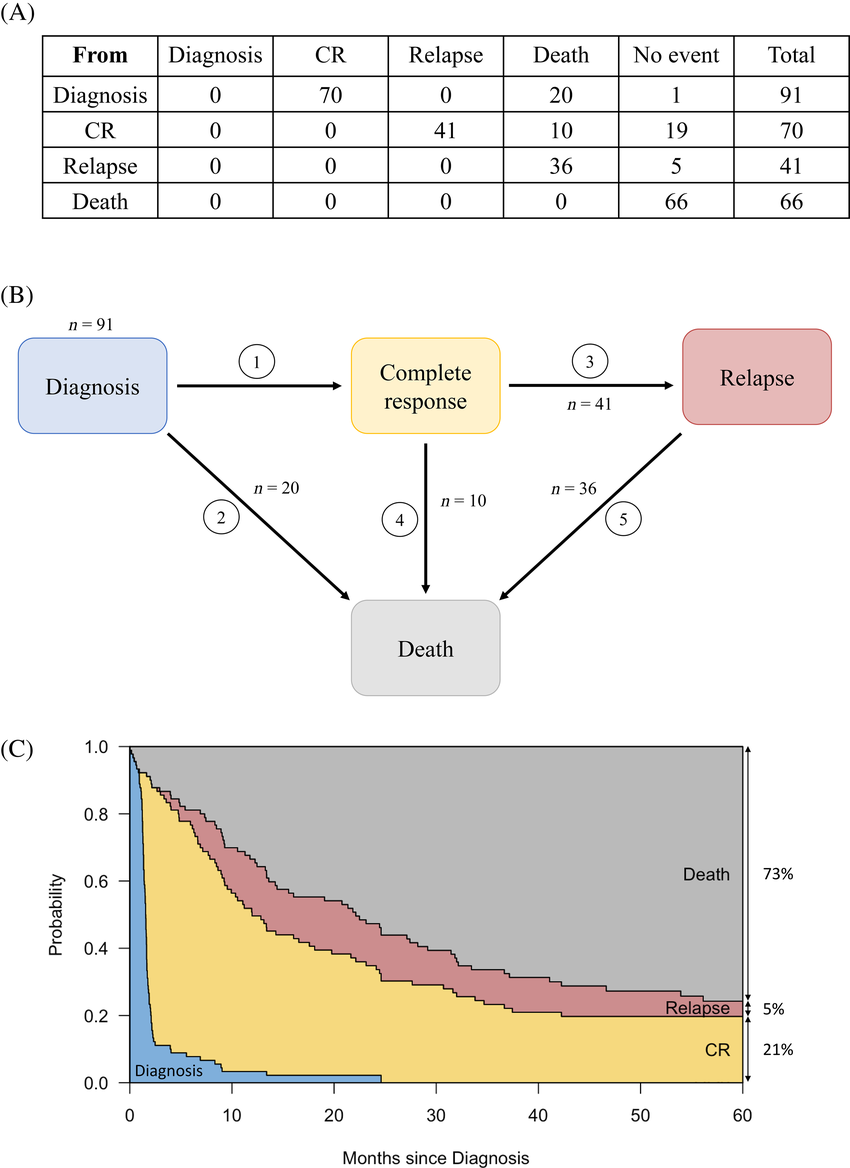 (A)
From Diagnosis CR Relapse Death No event Total
Diagnosis 0 70 0 20 1 91
CR 0 0 41 10 19 70
Relapse 0 0 0 36 5 41
Death 0 0 0 0 66 66
(B)
n = 91
Diagnosis
1
Complete
response
3
n = 41
Relapse
2
n = 20
4
n = 10
n = 36
5
Death
(C)
1.0
0.8
0.6
0.4
0.2
0.0
Probability
Death
73%
Relapse
5%
CR
21%
Diagnosis
0 10 20 30 40 50 60
Months since Diagnosis